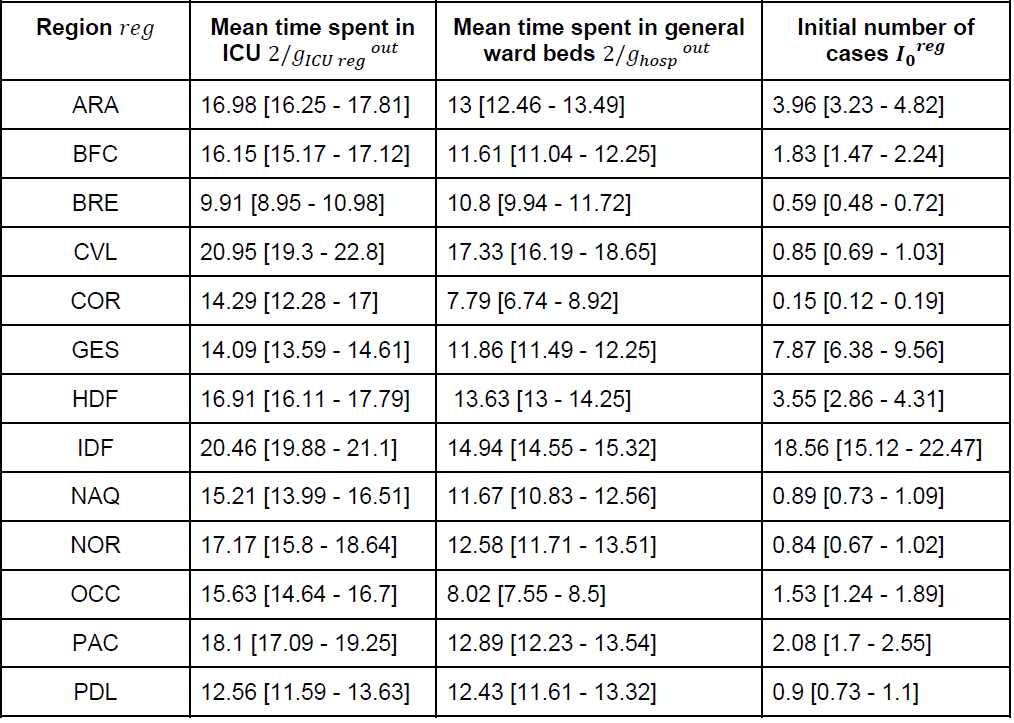 Region reg | Mean time spent in ICU 2/g_ICU reg^out | Mean time spent in general ward beds 2/g_hosp^out | Initial number of cases I_0^reg
ARA | 16.98 [16.25 - 17.81] | 13 [12.46 - 13.49] | 3.96 [3.23 - 4.82]
BFC | 16.15 [15.17 - 17.12] | 11.61 [11.04 - 12.25] | 1.83 [1.47 - 2.24]
BRE | 9.91 [8.95 - 10.98] | 10.8 [9.94 - 11.72] | 0.59 [0.48 - 0.72]
CVL | 20.95 [19.3 - 22.8] | 17.33 [16.19 - 18.65] | 0.85 [0.69 - 1.03]
COR | 14.29 [12.28 - 17] | 7.79 [6.74 - 8.92] | 0.15 [0.12 - 0.19]
GES | 14.09 [13.59 - 14.61] | 11.86 [11.49 - 12.25] | 7.87 [6.38 - 9.56]
HDF | 16.91 [16.11 - 17.79] | 13.63 [13 - 14.25] | 3.55 [2.86 - 4.31]
IDF | 20.46 [19.88 - 21.1] | 14.94 [14.55 - 15.32] | 18.56 [15.12 - 22.47]
NAQ | 15.21 [13.99 - 16.51] | 11.67 [10.83 - 12.56] | 0.89 [0.73 - 1.09]
NOR | 17.17 [15.8 - 18.64] | 12.58 [11.71 - 13.51] | 0.84 [0.67 - 1.02]
OCC | 15.63 [14.64 - 16.7] | 8.02 [7.55 - 8.5] | 1.53 [1.24 - 1.89]
PAC | 18.1 [17.09 - 19.25] | 12.89 [12.23 - 13.54] | 2.08 [1.7 - 2.55]
PDL | 12.56 [11.59 - 13.63] | 12.43 [11.61 - 13.32] | 0.9 [0.73 - 1.1]